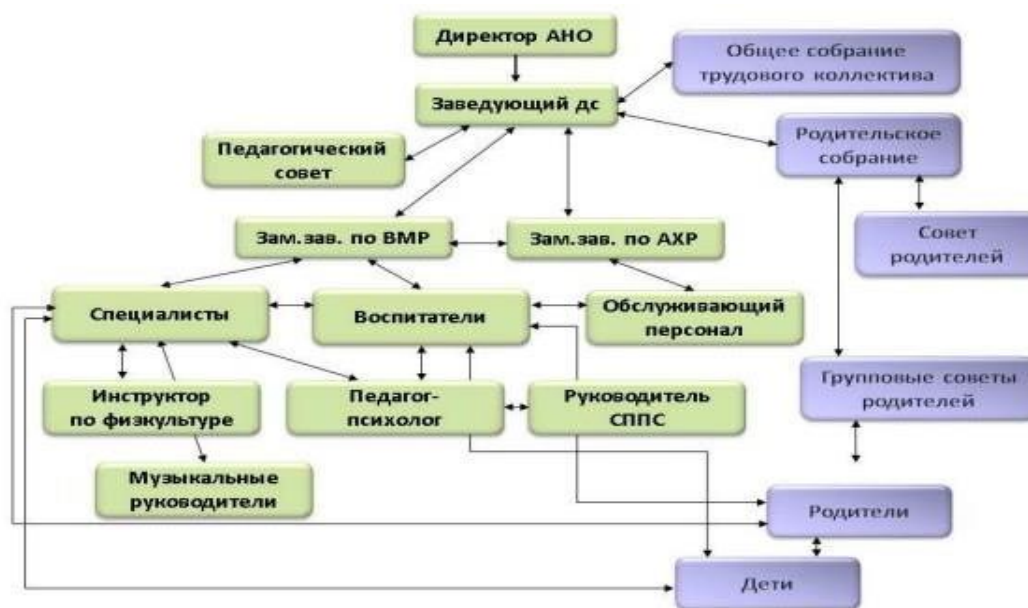 Директор АНО
Общее собрание
трудового коллектива
Заведующий дс
Педагогический
совет
Родительское
собрание
Зам.зав. по ВМР
Зам.зав. по АХР
Совет
родителей
Специалисты
Воспитатели
Обслуживающий
персонал
Инструктор
по физкультуре
Педагог-
психолог
Руководитель
СППС
Групповые советы
родителей
Музыкальные
руководители
Родители
Дети